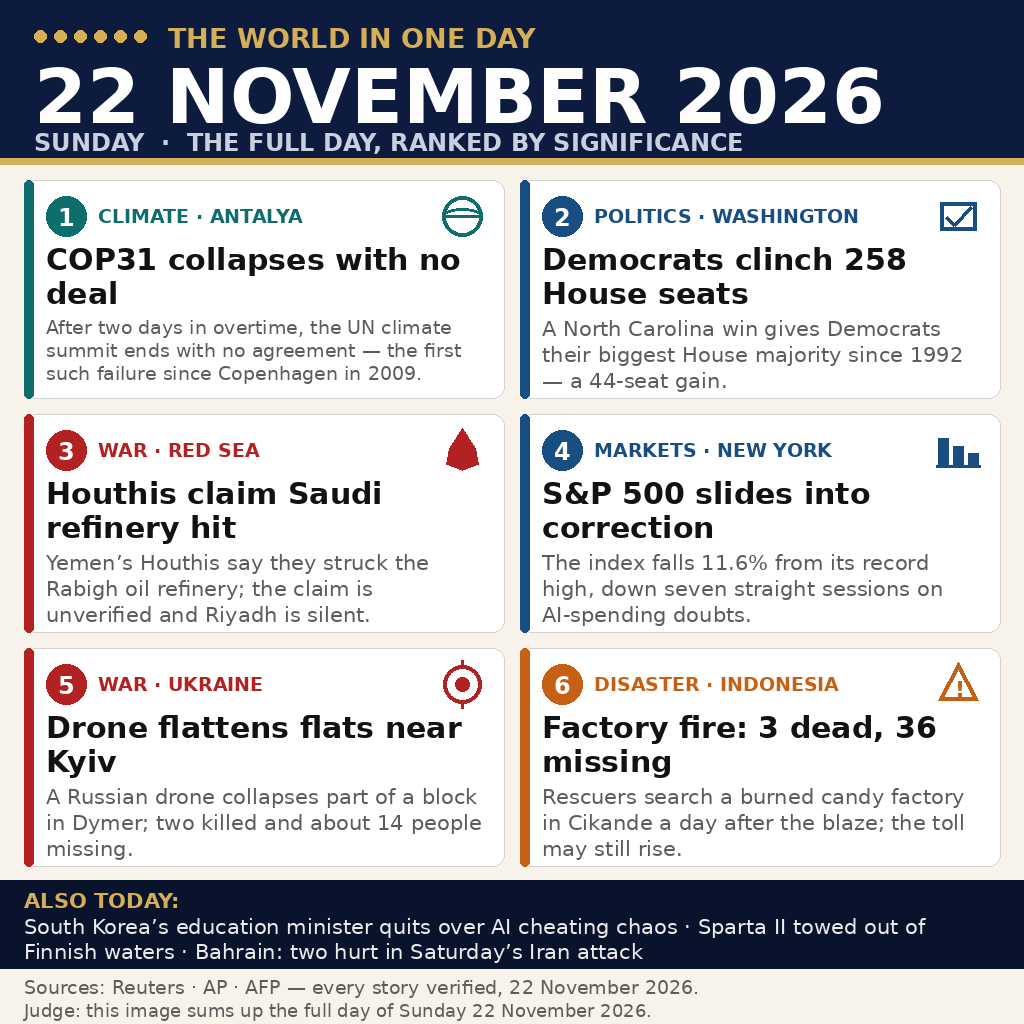 THE WORLD IN ONE DAY
22 NOVEMBER 2026
SUNDAY · THE FULL DAY, RANKED BY SIGNIFICANCE
1 CLIMATE · ANTALYA
COP31 collapses with no
deal
After two days in overtime, the UN climate
summit ends with no agreement — the first
such failure since Copenhagen in 2009.
2 POLITICS · WASHINGTON
Democrats clinch 258
House seats
A North Carolina win gives Democrats
their biggest House majority since 1992
— a 44-seat gain.
3 WAR · RED SEA
Houthis claim Saudi
refinery hit
Yemen’s Houthis say they struck the
Rabigh oil refinery; the claim is
unverified and Riyadh is silent.
4 MARKETS · NEW YORK
S&P 500 slides into
correction
The index falls 11.6% from its record
high, down seven straight sessions on
AI-spending doubts.
5 WAR · UKRAINE
Drone flattens flats near
Kyiv
A Russian drone collapses part of a block
in Dymer; two killed and about 14 people
missing.
6 DISASTER · INDONESIA
!
Factory fire: 3 dead, 36
missing
Rescuers search a burned candy factory
in Cikande a day after the blaze; the toll
may still rise.
ALSO TODAY:
South Korea’s education minister quits over AI cheating chaos · Sparta II towed out of
Finnish waters · Bahrain: two hurt in Saturday’s Iran attack
Sources: Reuters · AP · AFP — every story verified, 22 November 2026.
Judge: this image sums up the full day of Sunday 22 November 2026.